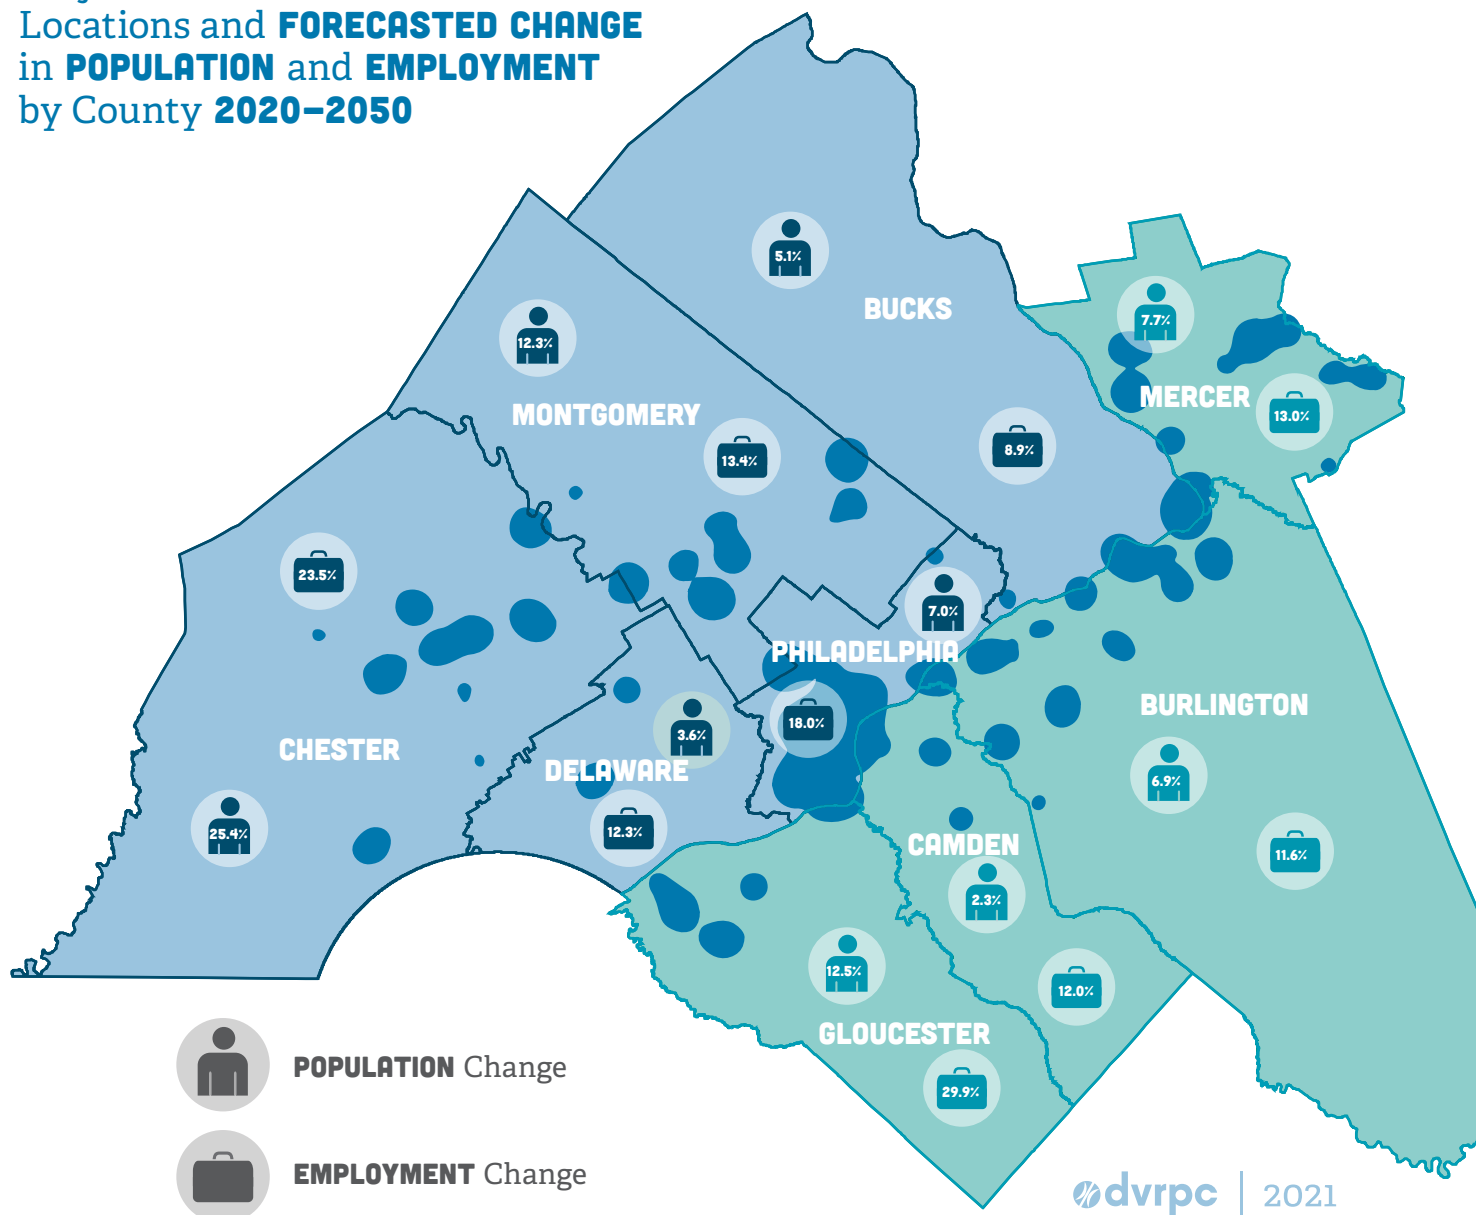 Locations and FORECASTED CHANGE
in POPULATION and EMPLOYMENT
by County 2020–2050
5.1%
BUCKS
7.7%
12.3%
MERCER
13.0%
MONTGOMERY
8.9%
13.4%
23.5%
7.0%
PHILADELPHIA
BURLINGTON
18.0%
3.6%
CHESTER
DELAWARE
6.9%
25.4%
12.3%
CAMDEN
11.6%
2.3%
12.5%
12.0%
GLOUCESTER
29.9%
POPULATION Change
EMPLOYMENT Change
dvrpc | 2021